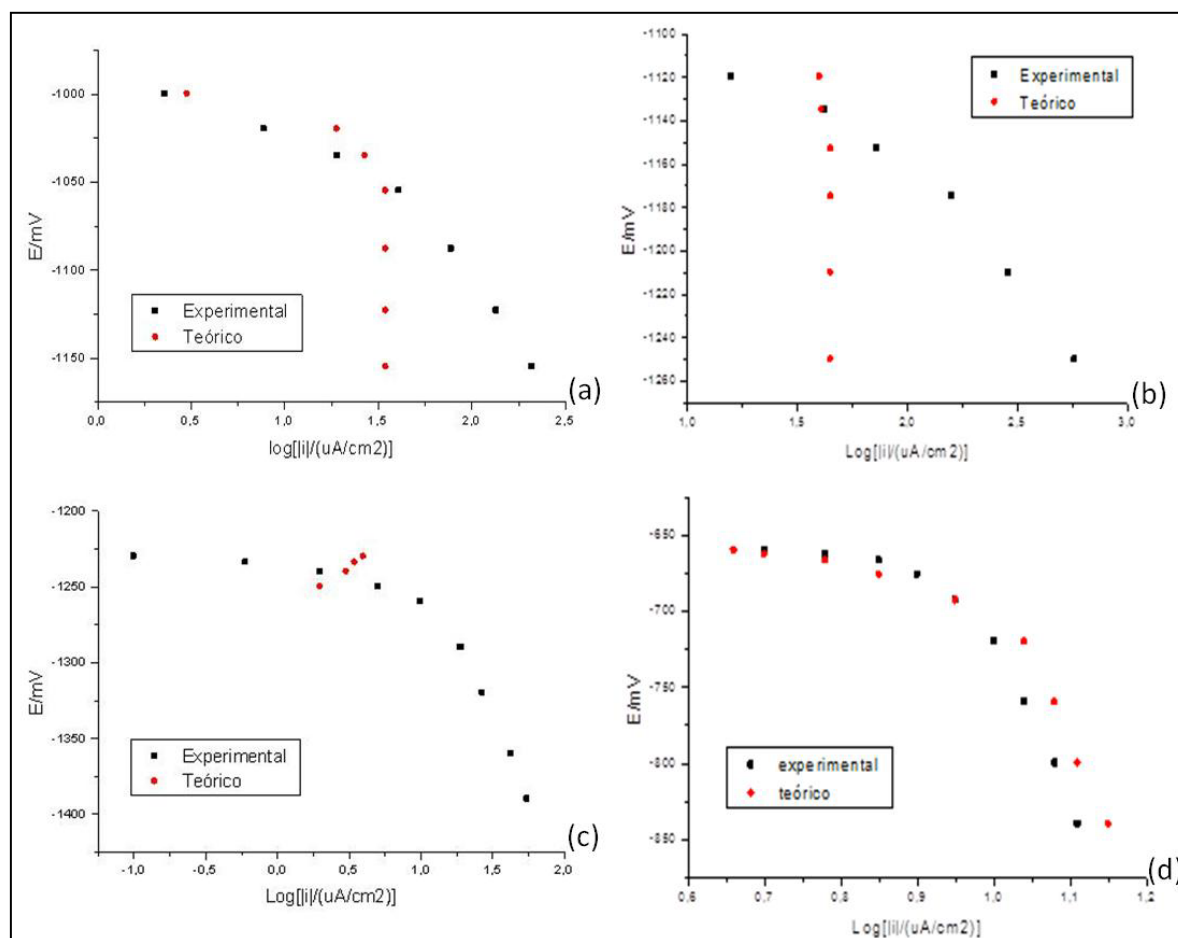 -1000
-1050
-1100
-1150
E/mV
Experimental
Teórico
0,0 0,5 1,0 1,5 2,0 2,5
log[|i|/(uA/cm2)]
(a)
-1100
-1120
-1140
-1160
-1180
-1200
-1220
-1240
-1260
E/mV
Experimental
Teórico
1,0 1,5 2,0 2,5 3,0
Log[|i|/(uA/cm2)]
(b)
-1200
-1250
-1300
-1350
-1400
E/mV
Experimental
Teórico
-1,0 -0,5 0,0 0,5 1,0 1,5 2,0
Log[|i|/(uA/cm2)]
(c)
-650
-700
-750
-800
-850
E/mV
experimental
teórico
0,6 0,7 0,8 0,9 1,0 1,1 1,2
Log[|i|/(uA/cm2)]
(d)